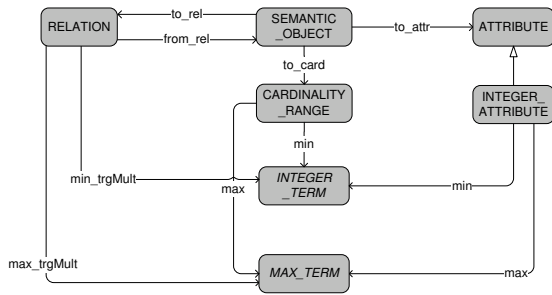 RELATION
to_rel
from_rel
SEMANTIC
_OBJECT
to_attr
ATTRIBUTE
to_card
CARDINALITY
_RANGE
INTEGER_
ATTRIBUTE
min
min_trgMult
max
INTEGER
_TERM
min
max_trgMult
MAX_TERM
max